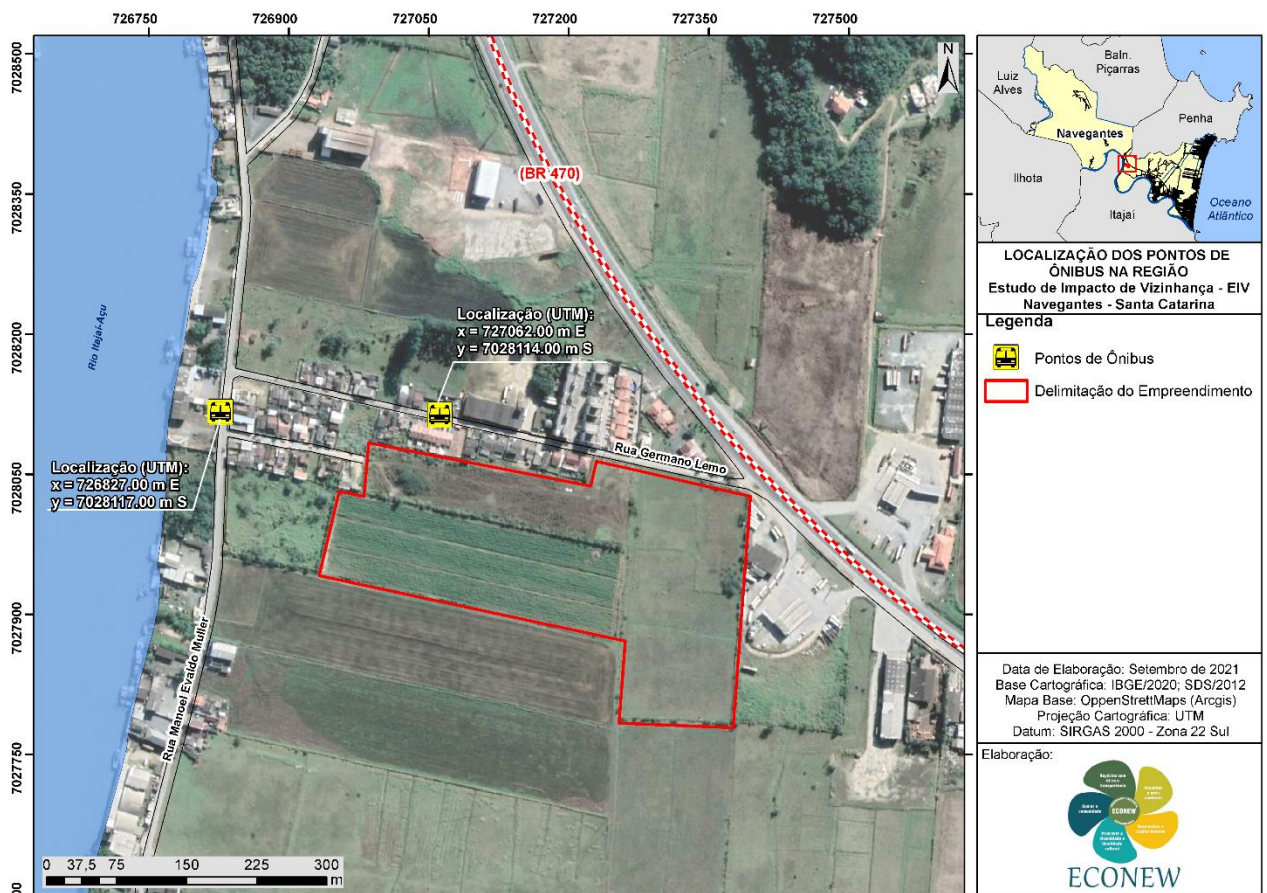 726750
726900
727050
727200
727350
727500
7028500
7028350
7028200
7028050
7027900
7027750
N
(BR 470)
Rio Itajaí-Açu
Localização (UTM):
x = 727062.00 m E
y = 7028114.00 m S
Localização (UTM):
x = 726827.00 m E
y = 7028117.00 m S
Rua Germano Lemo
Rua Manoel Evaldo Muller
0 37,5 75 150 225 300
m
Baln.
Piçarras
Luiz
Alves
Penha
Navegantes
Ilhota
Itajaí
Oceano
Atlântico
LOCALIZAÇÃO DOS PONTOS DE
ÔNIBUS NA REGIÃO
Estudo de Impacto de Vizinhança - EIV
Navegantes - Santa Catarina
Legenda
Pontos de Ônibus
Delimitação do Empreendimento
Data de Elaboração: Setembro de 2021
Base Cartográfica: IBGE/2020; SDS/2012
Mapa Base: OppenStrettMaps (Arcgis)
Projeção Cartográfica: UTM
Datum: SIRGAS 2000 - Zona 22 Sul
Elaboração:
ECONEW
ECONEW